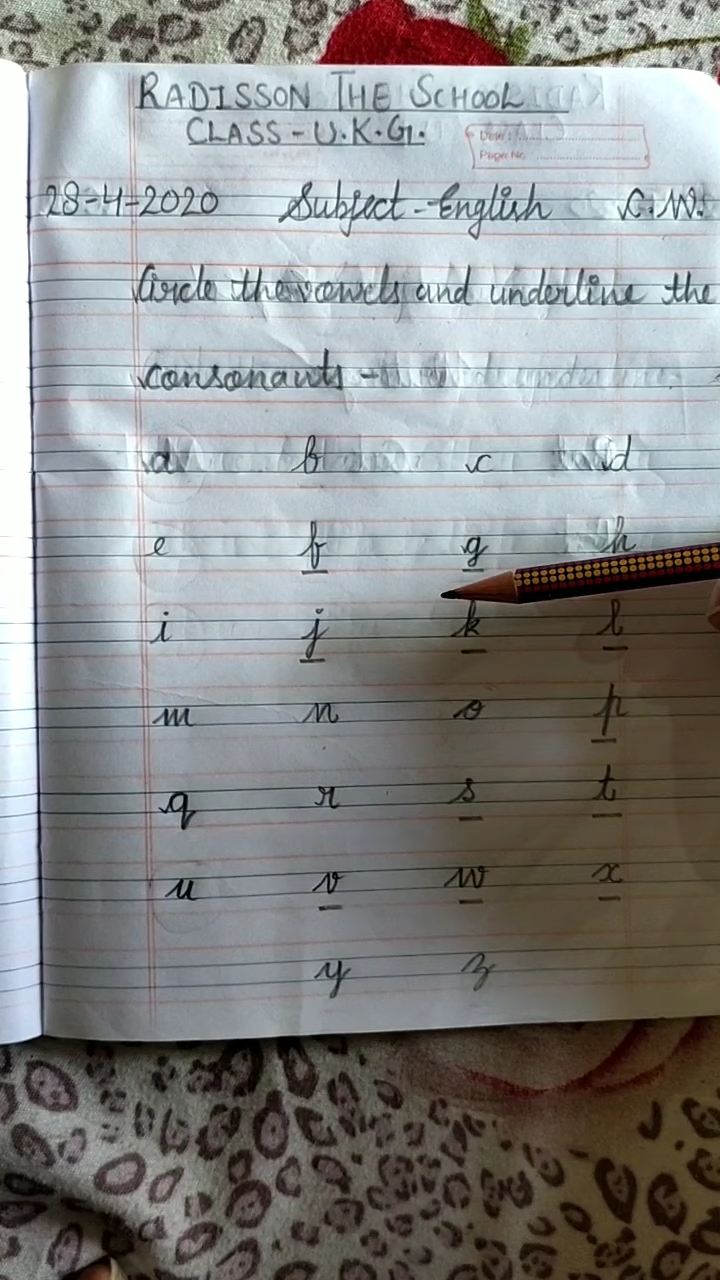 RADISSON THE SCHOOL
CLASS - U.K.G.
Date :
Page No.
28-4-2020 Subject - English C.W.
Circle the vowels and underline the
consonants -
a b c d
e f g h
i j k l
m n o p
q r s t
u v w x
y z